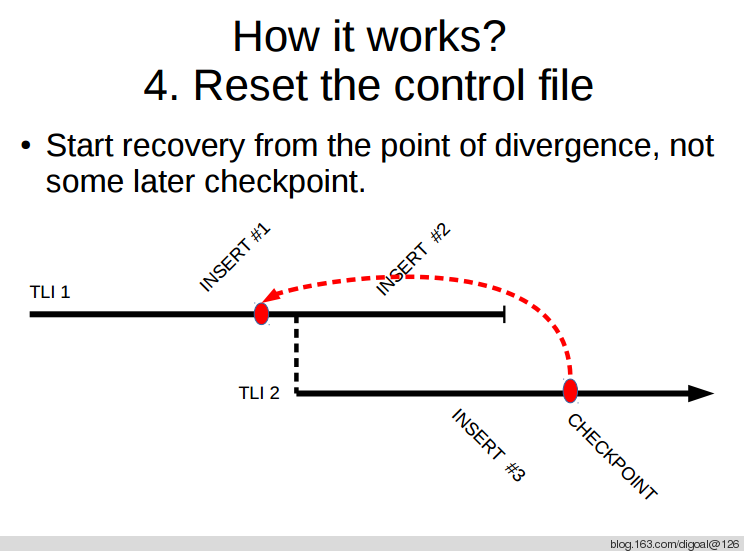 How it works?
4. Reset the control file
• Start recovery from the point of divergence, not
some later checkpoint.
INSERT #1
INSERT #2
TLI 1
TLI 2
INSERT #3
CHECKPOINT
blog.163.com/digoal@126